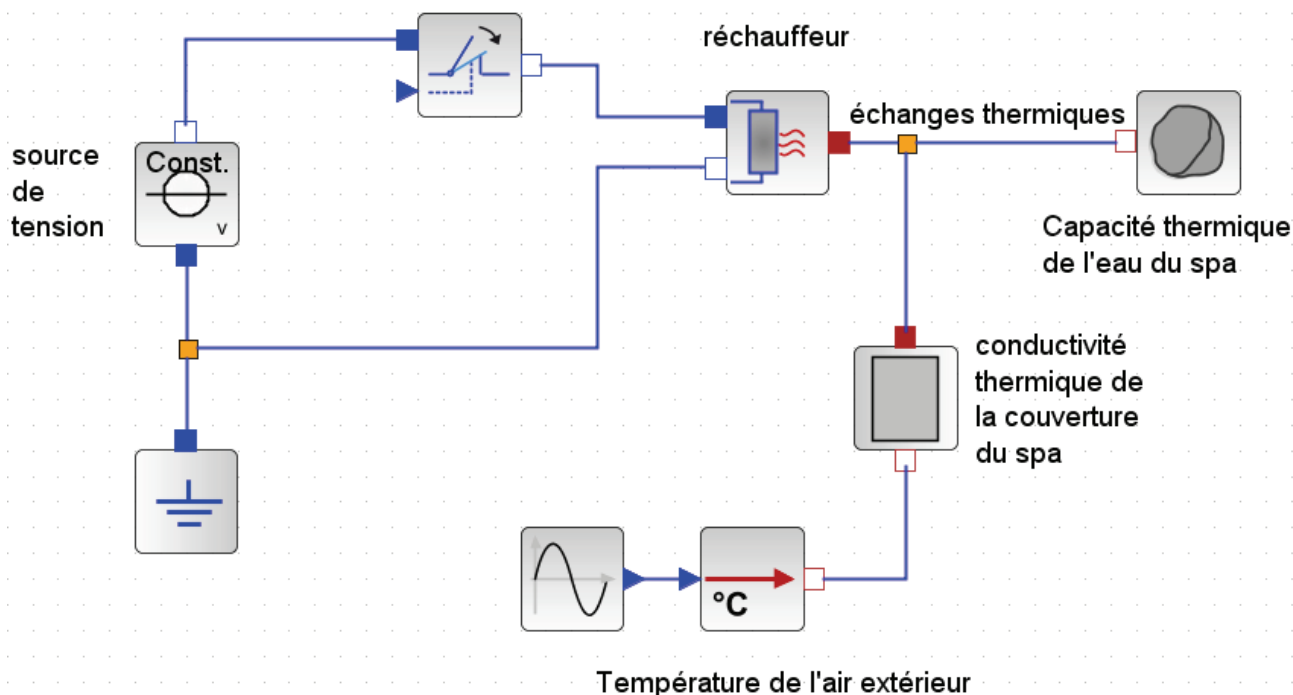 réchauffeur
échanges thermiques
source
de
tension
Const.
v
Capacité thermique
de l'eau du spa
conductivité
thermique de
la couverture
du spa
°C
Température de l'air extérieur